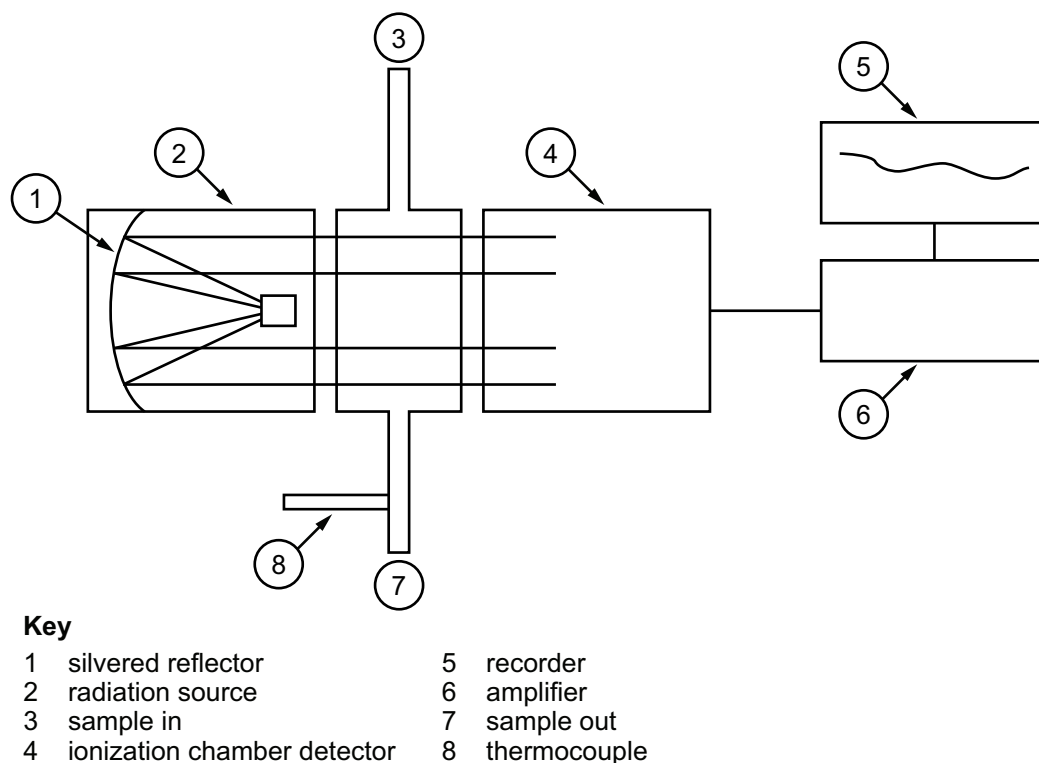 3
5
2
4
1
6
8
7
Key
1 silvered reflector
2 radiation source
3 sample in
4 ionization chamber detector
5 recorder
6 amplifier
7 sample out
8 thermocouple